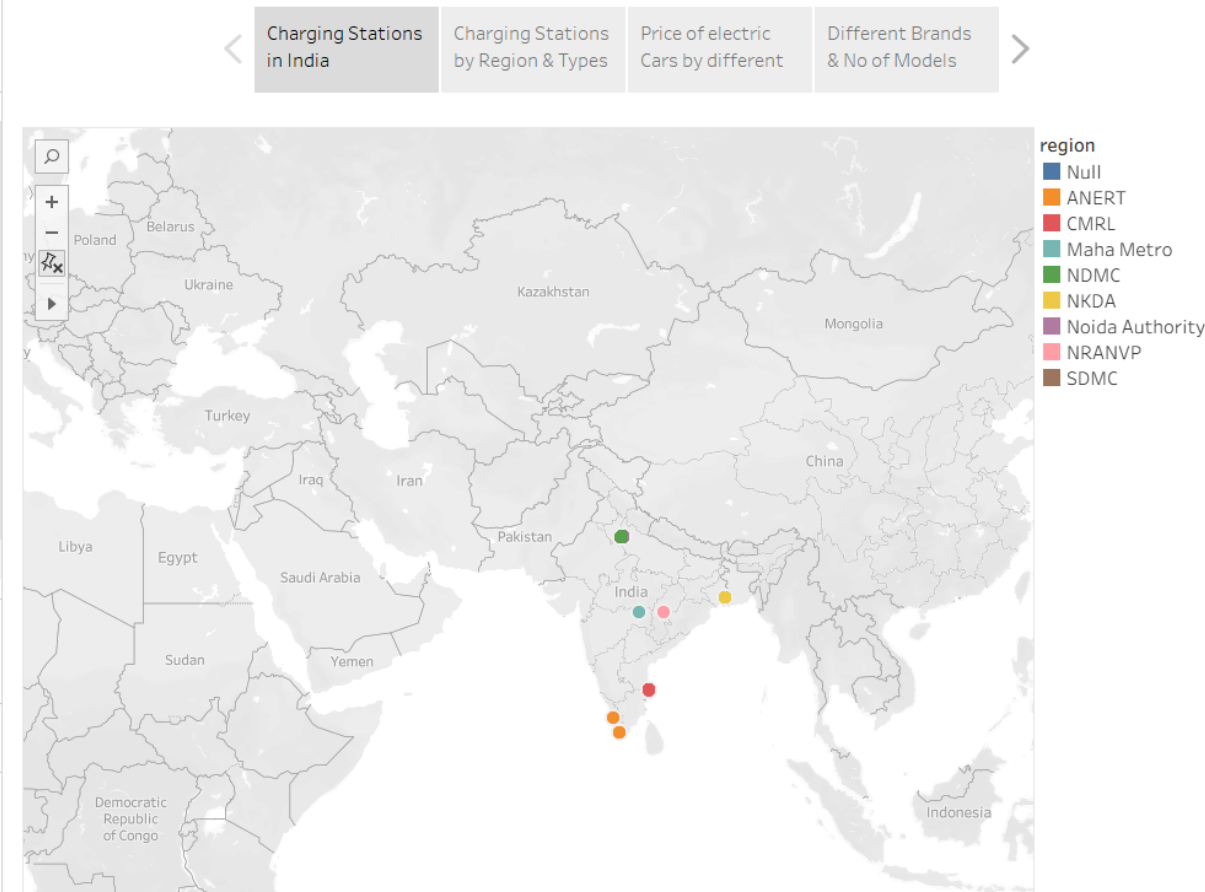 Charging Stations
in India
Charging Stations
by Region & Types
Price of electric
Cars by different
Different Brands
& No of Models
region
Null
ANERT
CMRL
Maha Metro
NDMC
NKDA
Noida Authority
NRANVP
SDMC
Belarus
Poland
Ukraine
Kazakhstan
Mongolia
Turkey
China
Iraq
Iran
Pakistan
Libya
Egypt
Saudi Arabia
India
Sudan
Yemen
Democratic
Republic
of Congo
Indonesia